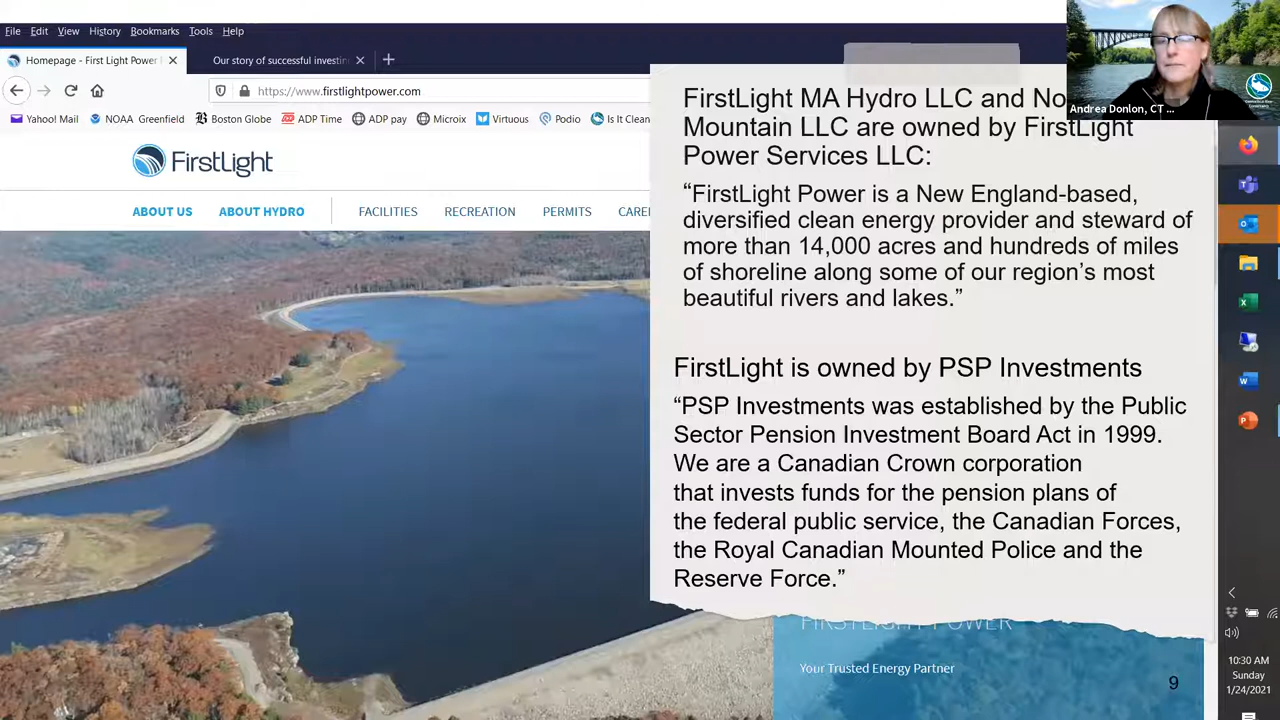 File Edit View History Bookmarks Tools Help
Homepage - First Light Power
Our story of successful investin
https://www.firstlightpower.com
Yahoo! Mail NOAA Greenfield Boston Globe ADP Time ADP Pay Microix Virtuous Podio Is It Clean
FirstLight
ABOUT US ABOUT HYDRO FACILITIES RECREATION PERMITS CARE
FirstLight MA Hydro LLC and No
Mountain LLC are owned by FirstLight
Power Services LLC:
“FirstLight Power is a New England-based,
diversified clean energy provider and steward of
more than 14,000 acres and hundreds of miles
of shoreline along some of our region’s most
beautiful rivers and lakes.”
FirstLight is owned by PSP Investments
“PSP Investments was established by the Public
Sector Pension Investment Board Act in 1999.
We are a Canadian Crown corporation
that invests funds for the pension plans of
the federal public service, the Canadian Forces,
the Royal Canadian Mounted Police and the
Reserve Force.”
FIRSTLIGHT POWER
Your Trusted Energy Partner
9
Andrea Donlon, CT ...
10:30 AM
Sunday
1/24/2021